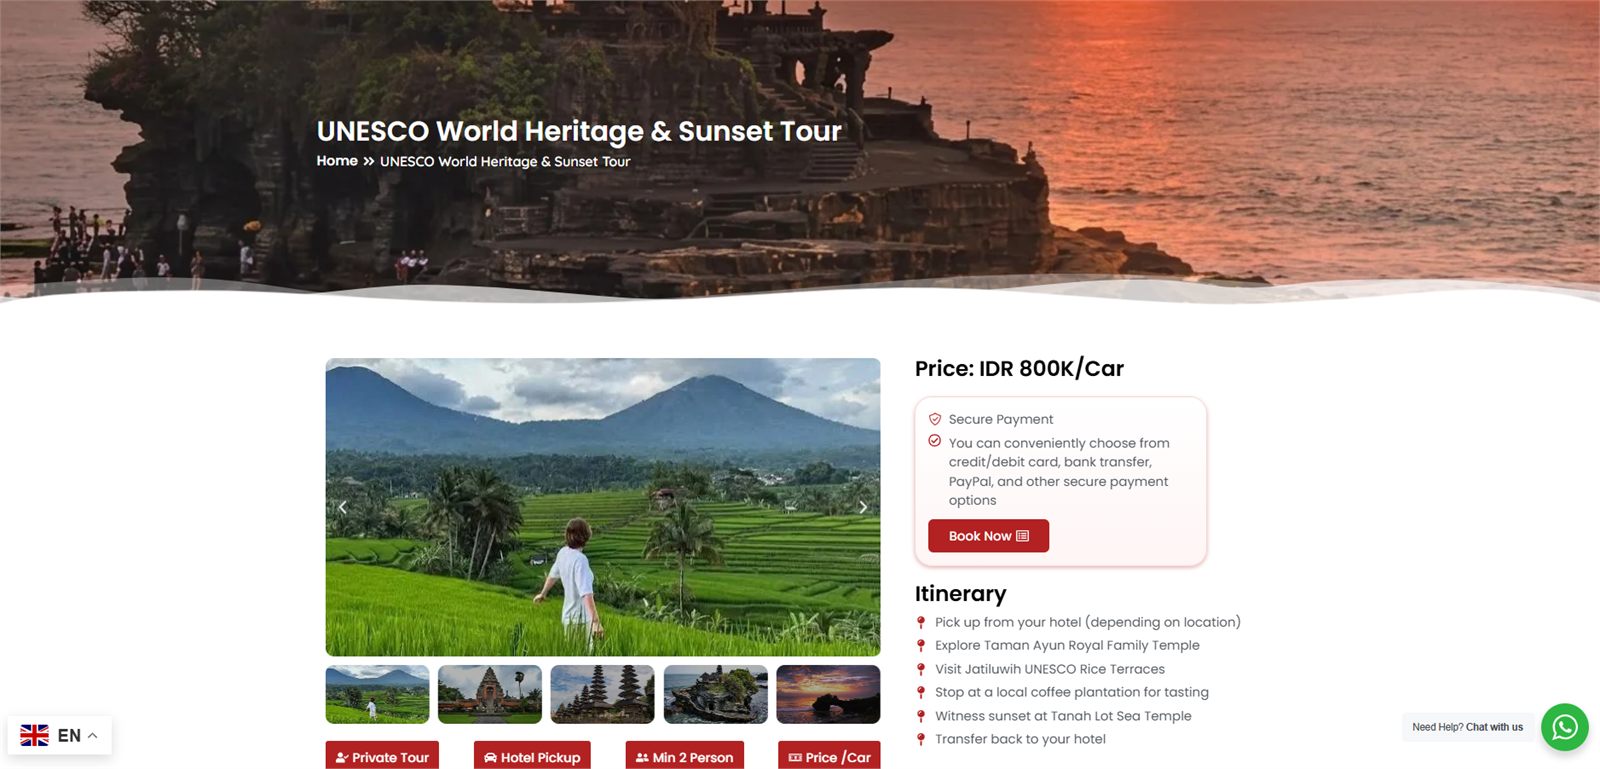 UNESCO World Heritage & Sunset Tour
Home » UNESCO World Heritage & Sunset Tour
Price: IDR 800K/Car
Secure Payment
You can conveniently choose from
credit/debit card, bank transfer,
PayPal, and other secure payment
options
Book Now
Itinerary
Pick up from your hotel (depending on location)
Explore Taman Ayun Royal Family Temple
Visit Jatiluwih UNESCO Rice Terraces
Stop at a local coffee plantation for tasting
Witness sunset at Tanah Lot Sea Temple
Transfer back to your hotel
Private Tour
Hotel Pickup
Min 2 Person
Price /Car
EN
Need Help? Chat with us